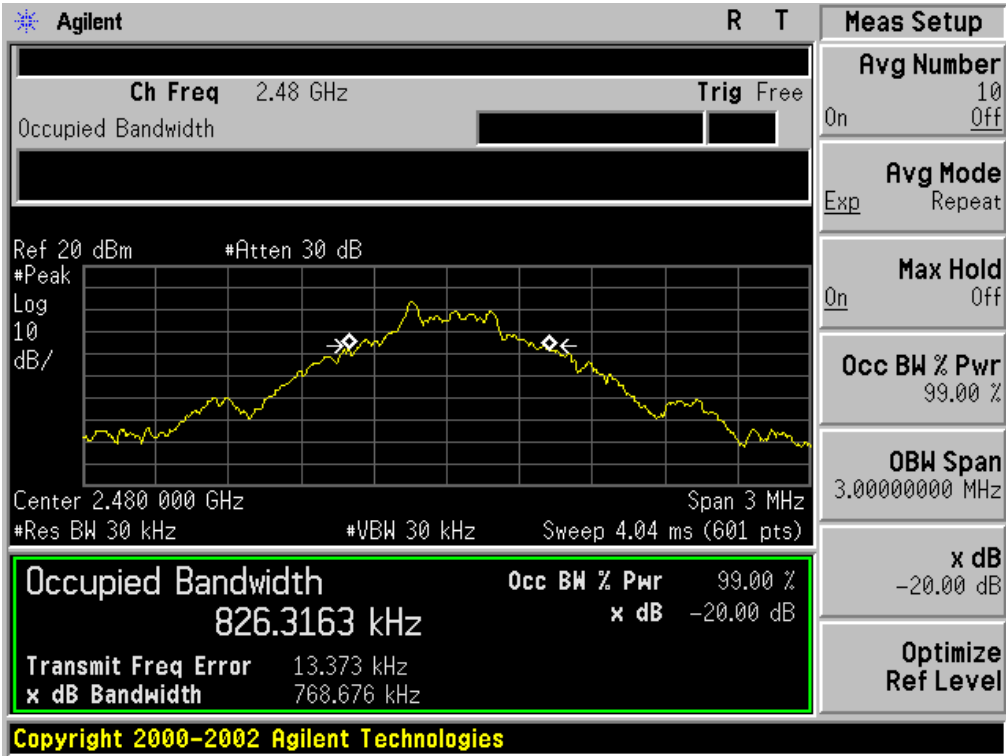 Agilent R T
Ch Freq 2.48 GHz Trig Free
Occupied Bandwidth
Ref 20 dBm #Atten 30 dB
#Peak
Log
10
dB/
Center 2.480 000 GHz Span 3 MHz
#Res BW 30 kHz #VBW 30 kHz Sweep 4.04 ms (601 pts)
Occupied Bandwidth Occ BW % Pwr 99.00 %
826.3163 kHz x dB -20.00 dB
Transmit Freq Error 13.373 kHz
x dB Bandwidth 768.676 kHz
Copyright 2000-2002 Agilent Technologies
Meas Setup
Avg Number
10
On Off
Avg Mode
Exp Repeat
Max Hold
On Off
Occ BW % Pwr
99.00 %
OBW Span
3.00000000 MHz
x dB
-20.00 dB
Optimize
Ref Level